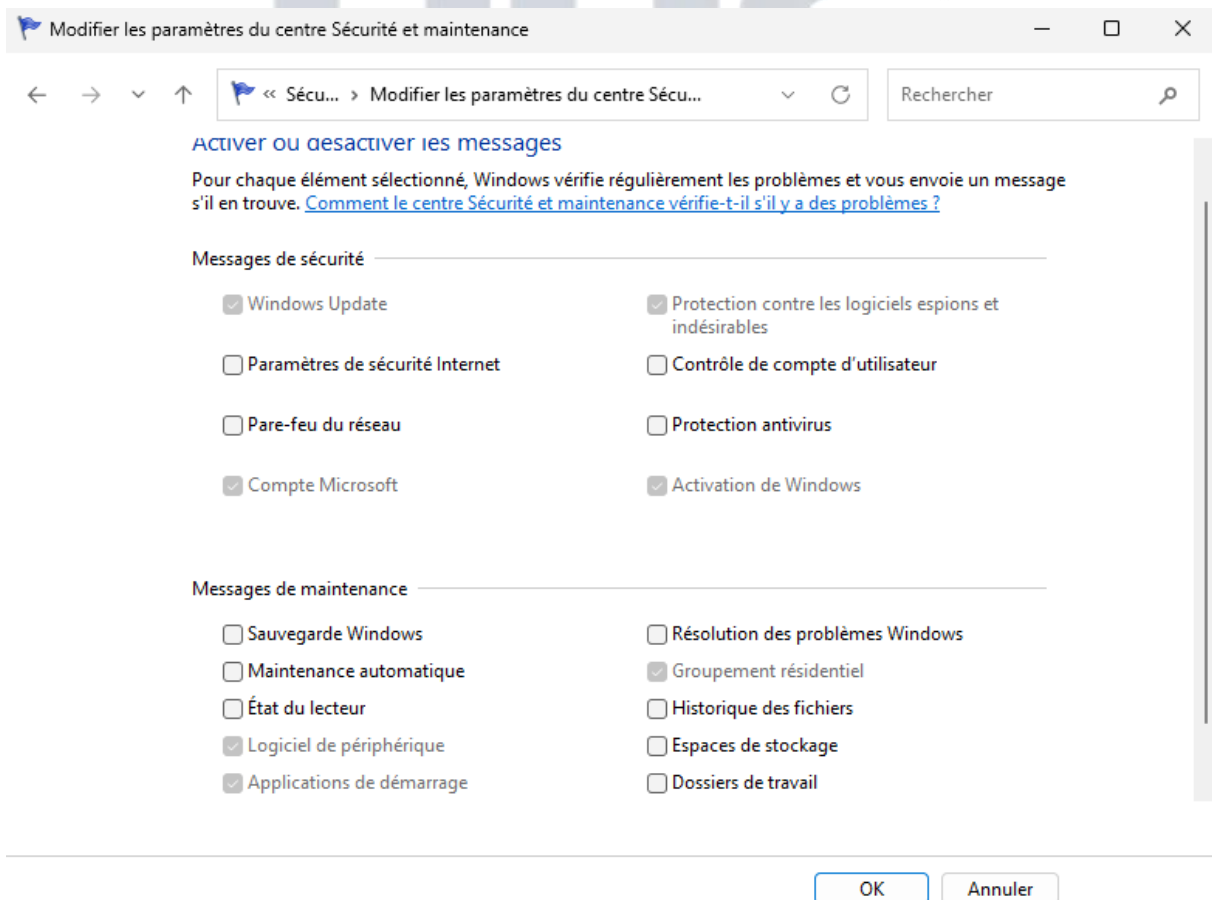 Modifier les paramètres du centre Sécurité et maintenance
« Sécu... > Modifier les paramètres du centre Sécu...
Rechercher
Activer ou désactiver les messages
Pour chaque élément sélectionné, Windows vérifie régulièrement les problèmes et vous envoie un message
s'il en trouve. Comment le centre Sécurité et maintenance vérifie-t-il s'il y a des problèmes ?
Messages de sécurité
Windows Update
Protection contre les logiciels espions et
indésirables
Paramètres de sécurité Internet
Contrôle de compte d'utilisateur
Pare-feu du réseau
Protection antivirus
Compte Microsoft
Activation de Windows
Messages de maintenance
Sauvegarde Windows
Résolution des problèmes Windows
Maintenance automatique
Groupement résidentiel
État du lecteur
Historique des fichiers
Logiciel de périphérique
Espaces de stockage
Applications de démarrage
Dossiers de travail
OK
Annuler